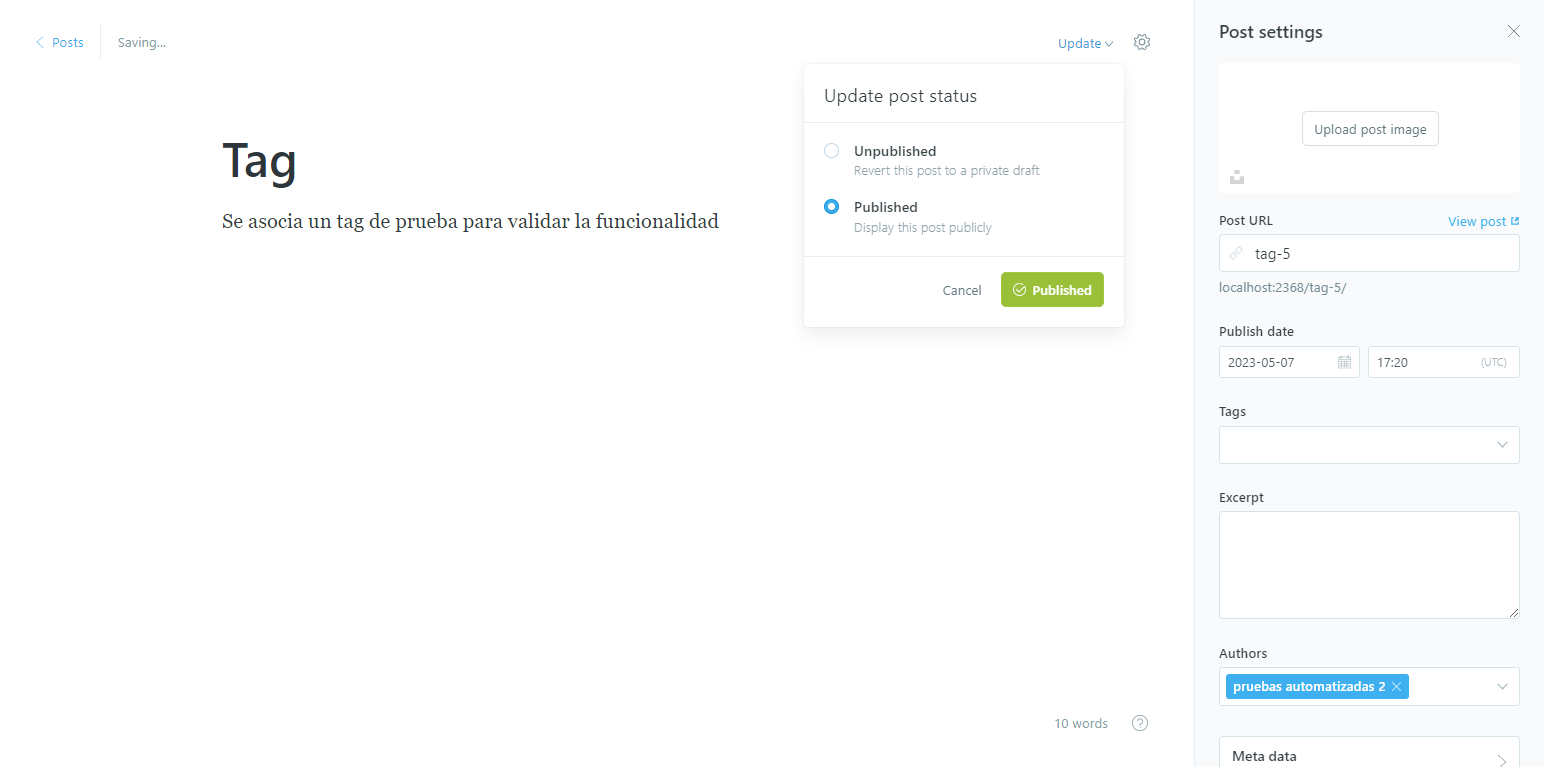 Posts
Saving...
Update
Update post status
Unpublished
Revert this post to a private draft
Published
Display this post publicly
Cancel
Published
Tag
Se asocia un tag de prueba para validar la funcionalidad
10 words
?
Post settings
Upload post image
Post URL
View post
tag-5
localhost:2368/tag-5/
Publish date
2023-05-07
17:20 (UTC)
Tags
Excerpt
Authors
pruebas automatizadas 2
Meta data